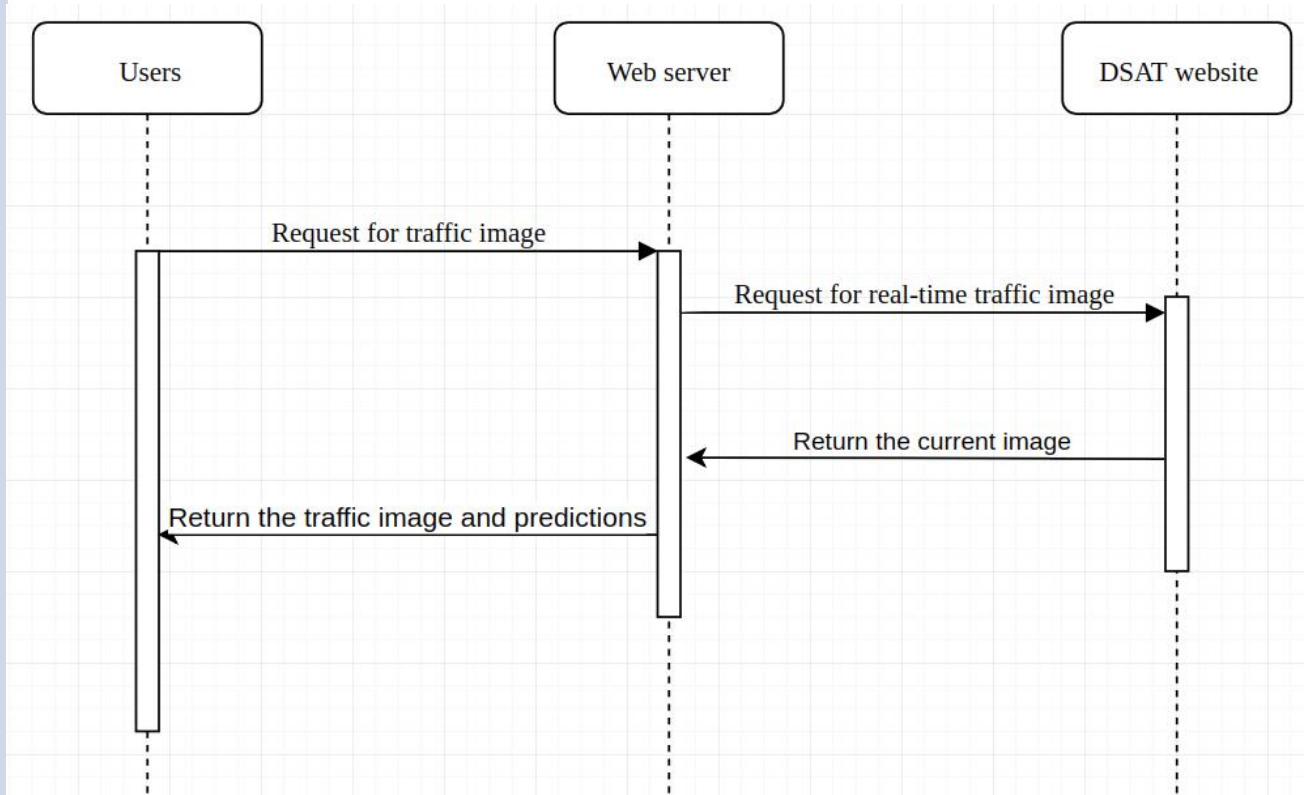 Users
Web server
DSAT website
Request for traffic image
Request for real-time traffic image
Return the current image
Return the traffic image and predictions